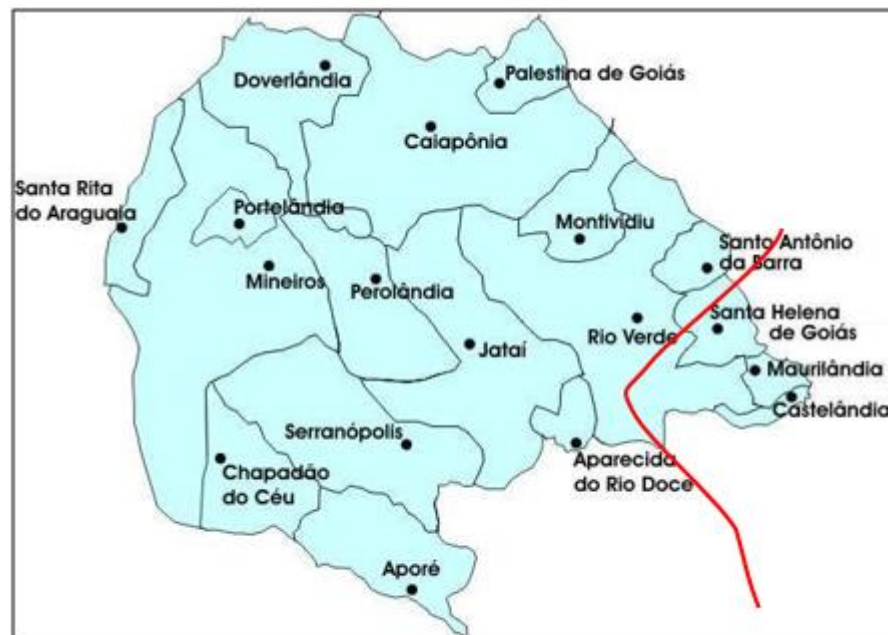 Doverlândia
Palestina de Goiás
Caiapônia
Santa Rita
do Araguaia
Portelândia
Montividiu
Santo Antônio
da Barra
Mineiros
Perolândia
Santa Helena
de Goiás
Rio Verde
Jataí
Maurilândia
Castelândia
Serranópolis
Aparecida
do Rio Doce
Chapadão
do Céu
Aporé